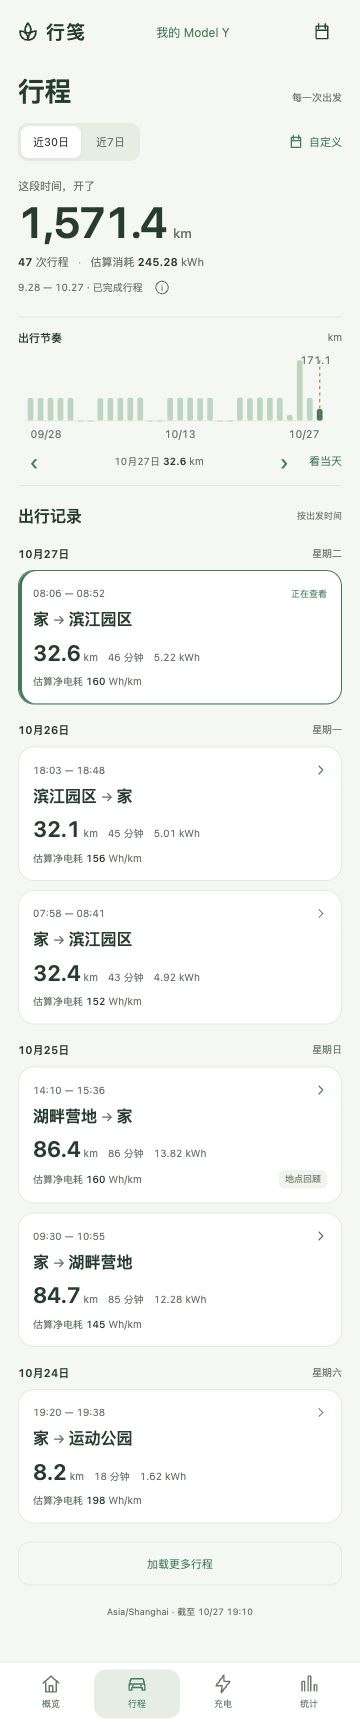 行笺
我的 Model Y
行程
每一次出发
近30日
近7日
自定义
这段时间，开了
1,571.4 km
47 次行程 · 估算消耗 245.28 kWh
9.28 – 10.27 · 已完成行程
出行节奏
km
171.1
09/28
10/13
10/27
10月27日 32.6 km
看当天
出行记录
按出发时间
10月27日
星期二
08:06 — 08:52
正在查看
家 → 滨江园区
32.6 km 46 分钟 5.22 kWh
估算净电耗 160 Wh/km
10月26日
星期一
18:03 — 18:48
滨江园区 → 家
32.1 km 45 分钟 5.01 kWh
估算净电耗 156 Wh/km
07:58 — 08:41
家 → 滨江园区
32.4 km 43 分钟 4.92 kWh
估算净电耗 152 Wh/km
10月25日
星期日
14:10 — 15:36
湖畔营地 → 家
86.4 km 86 分钟 13.82 kWh
估算净电耗 160 Wh/km
地点回顾
09:30 — 10:55
家 → 湖畔营地
84.7 km 85 分钟 12.28 kWh
估算净电耗 145 Wh/km
10月24日
星期六
19:20 — 19:38
家 → 运动公园
8.2 km 18 分钟 1.62 kWh
估算净电耗 198 Wh/km
加载更多行程
Asia/Shanghai · 截至 10/27 19:10
概览
行程
充电
统计